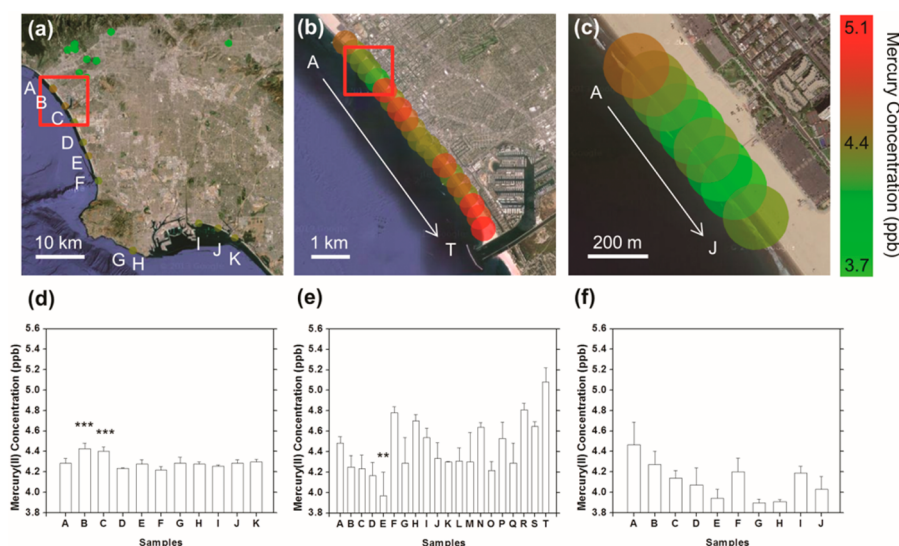 (a)
A
B
C
D
E
F
G
H
I
J
K
10 km
(b)
A
T
1 km
(c)
A
J
200 m
5.1
4.4
3.7
Mercury Concentration (ppb)
(d)
Mercury(II) Concentration (ppb)
5.6
5.4
5.2
5.0
4.8
4.6
4.4
4.2
4.0
3.8
***
***
A B C D E F G H I J K
Samples
(e)
Mercury(II) Concentration (ppb)
5.6
5.4
5.2
5.0
4.8
4.6
4.4
4.2
4.0
3.8
**
A B C D E F G H I J K L M N O P Q R S T
Samples
(f)
Mercury(II) Concentration (ppb)
5.6
5.4
5.2
5.0
4.8
4.6
4.4
4.2
4.0
3.8
A B C D E F G H I J
Samples